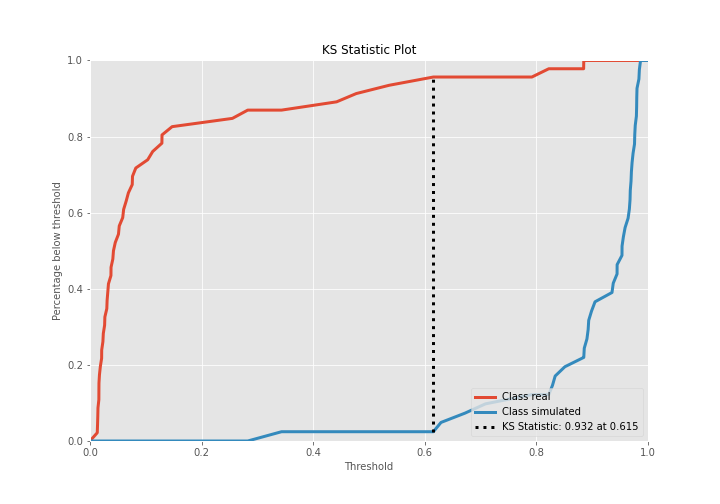 KS Statistic Plot
Percentage below threshold
1.0
0.8
0.6
0.4
0.2
0.0
Class real
Class simulated
KS Statistic: 0.932 at 0.615
0.0 0.2 0.4 0.6 0.8 1.0
Threshold